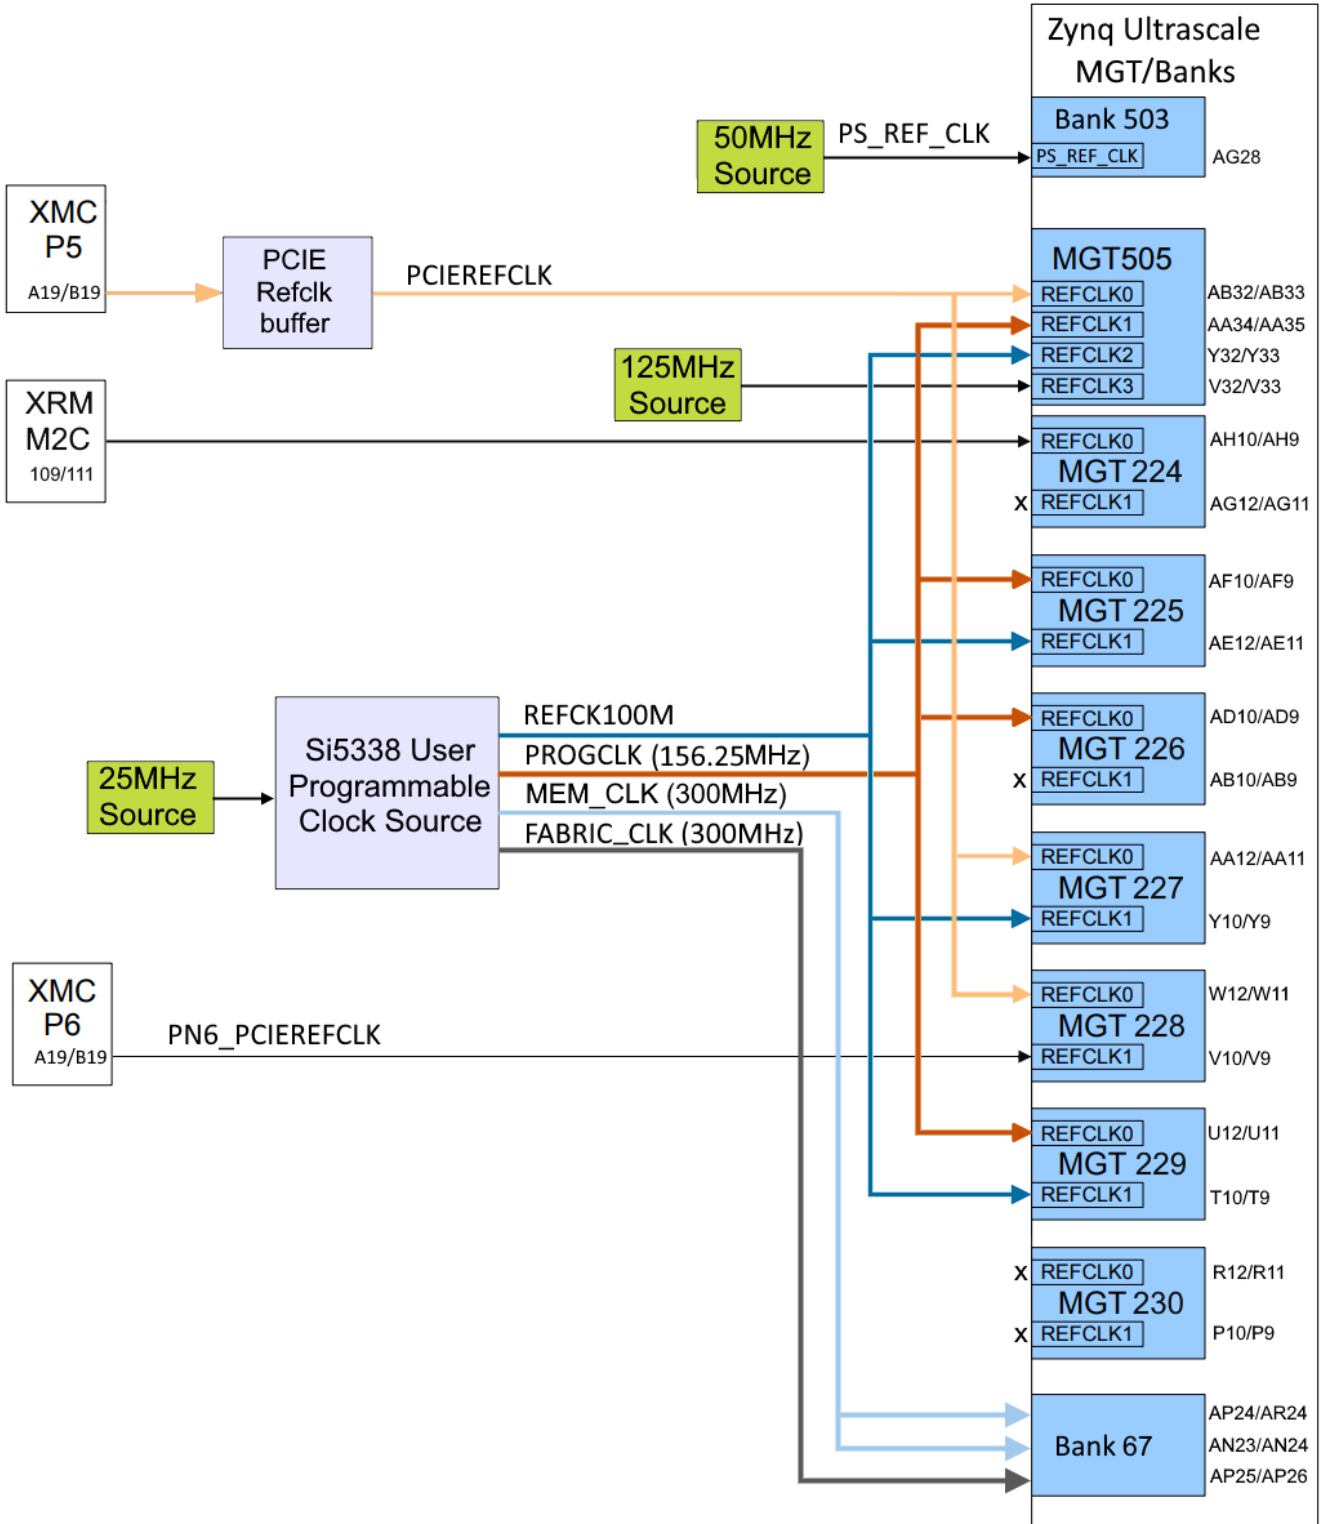 Zynq Ultrascale
MGT/Banks
Bank 503
PS_REF_CLK
AG28
50MHz
Source
PS_REF_CLK
XMC
P5
A19/B19
PCIE
Refclk
buffer
PCIEREFCLK
MGT505
REFCLK0
AB32/AB33
REFCLK1
AA34/AA35
REFCLK2
Y32/Y33
REFCLK3
V32/V33
125MHz
Source
XRM
M2C
109/111
REFCLK0
AH10/AH9
MGT 224
X REFCLK1
AG12/AG11
REFCLK0
AF10/AF9
MGT 225
REFCLK1
AE12/AE11
REFCLK0
AD10/AD9
MGT 226
X REFCLK1
AB10/AB9
25MHz
Source
Si5338 User
Programmable
Clock Source
REFCK100M
PROGCLK (156.25MHz)
MEM_CLK (300MHz)
FABRIC_CLK (300MHz)
REFCLK0
AA12/AA11
MGT 227
REFCLK1
Y10/Y9
XMC
P6
A19/B19
PN6_PCIEREFCLK
REFCLK0
W12/W11
MGT 228
REFCLK1
V10/V9
REFCLK0
U12/U11
MGT 229
REFCLK1
T10/T9
X REFCLK0
R12/R11
MGT 230
X REFCLK1
P10/P9
Bank 67
AP24/AR24
AN23/AN24
AP25/AP26